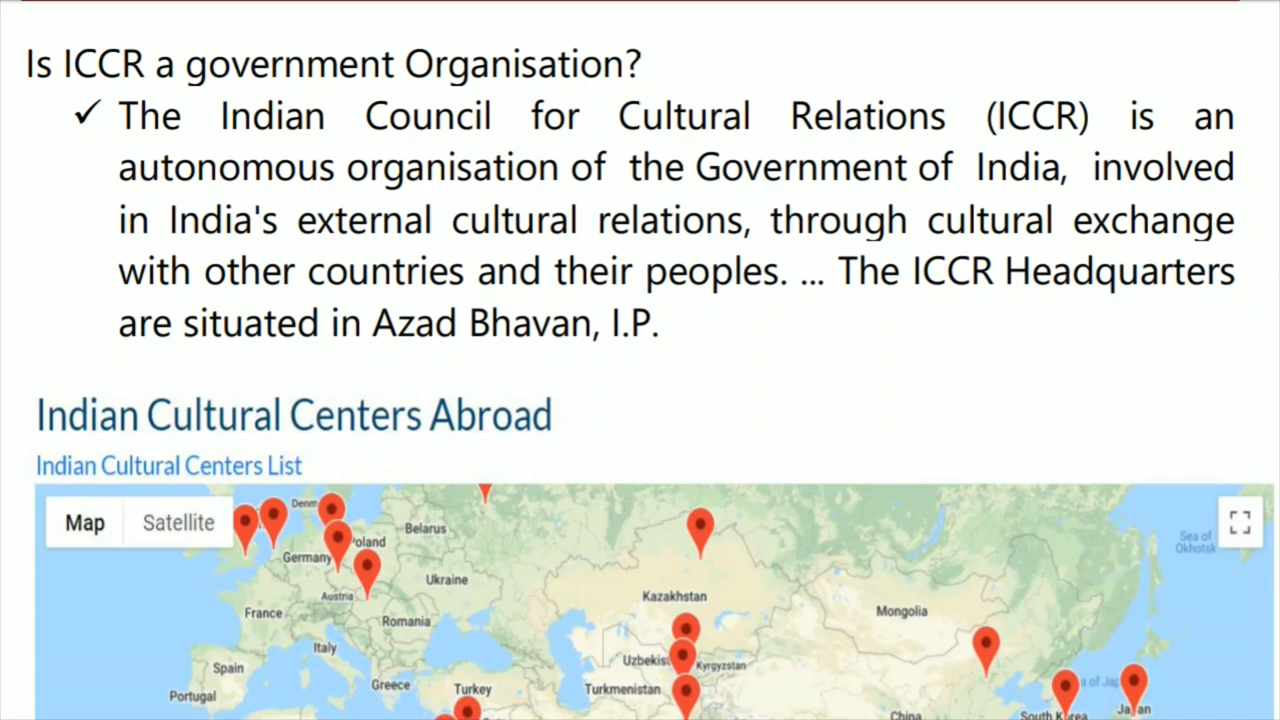 Is ICCR a government Organisation?
✓ The Indian Council for Cultural Relations (ICCR) is an
autonomous organisation of the Government of India, involved
in India's external cultural relations, through cultural exchange
with other countries and their peoples. ... The ICCR Headquarters
are situated in Azad Bhavan, I.P.
Indian Cultural Centers Abroad
Indian Cultural Centers List
Map Satellite
Denm
Belarus
Poland
Germany
Sea of
Okhotsk
Ukraine
Austria
Kazakhstan
France
Mongolia
Romania
Italy
Uzbekis
Kyrgyzstan
Spain
Greece
Turkey
Turkmenistan
a of Jap
Portugal
Japan
China
South Korea